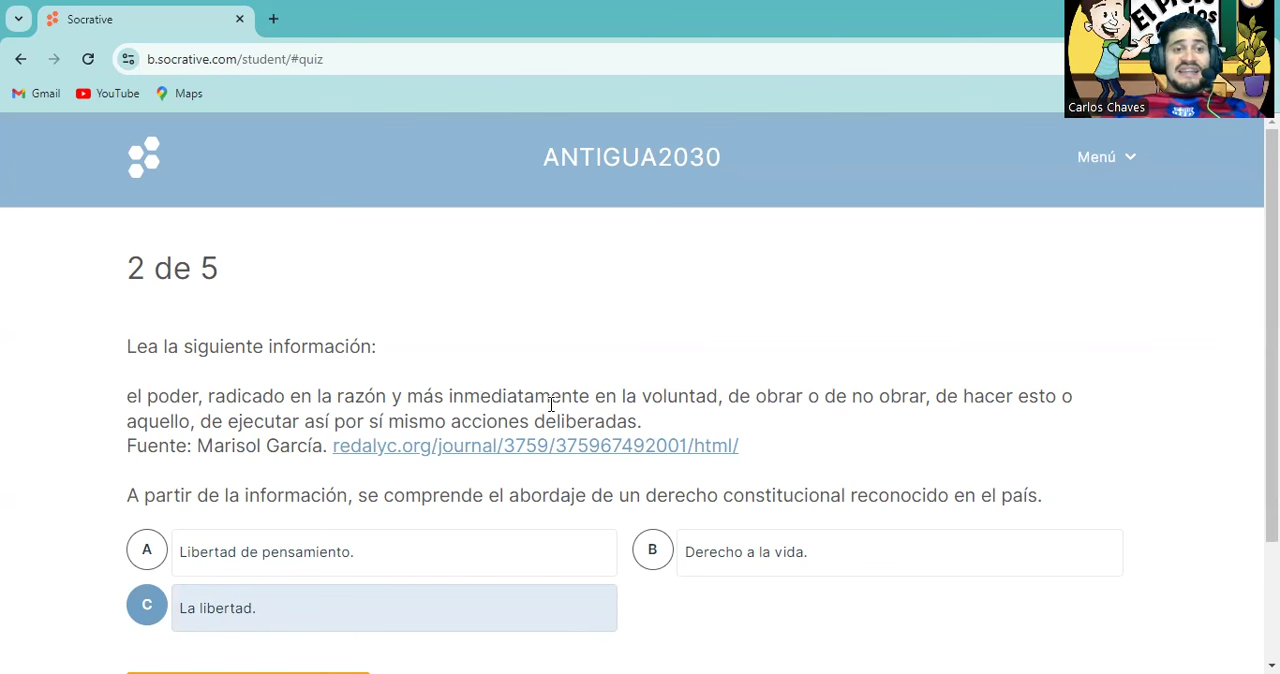 Socrative
b.socrative.com/student/#quiz
Gmail YouTube Maps
El Profe
Carlos
Carlos Chaves
ANTIGUA2030
Menú
2 de 5
Lea la siguiente información:
el poder, radicado en la razón y más inmediatamente en la voluntad, de obrar o de no obrar, de hacer esto o
aquello, de ejecutar así por sí mismo acciones deliberadas.
Fuente: Marisol García. redalyc.org/journal/3759/375967492001/html/
A partir de la información, se comprende el abordaje de un derecho constitucional reconocido en el país.
A Libertad de pensamiento.
B Derecho a la vida.
C La libertad.